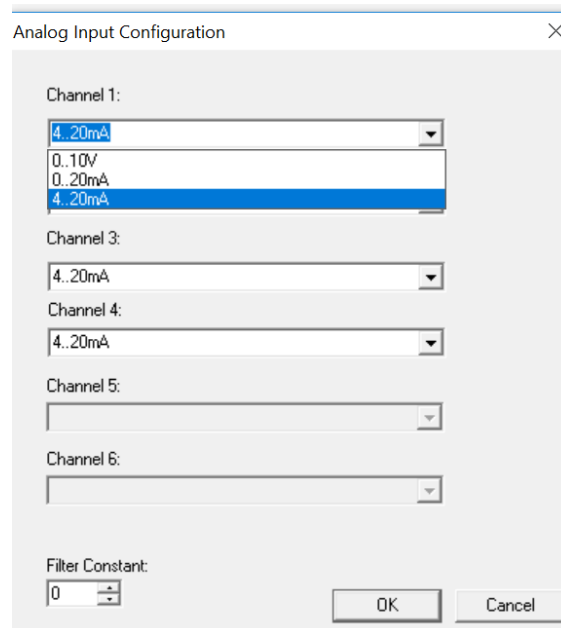 Analog Input Configuration
Channel 1:
4..20mA
0..10V
0..20mA
4..20mA
Channel 3:
4..20mA
Channel 4:
4..20mA
Channel 5:
Channel 6:
Filter Constant:
0
OK
Cancel